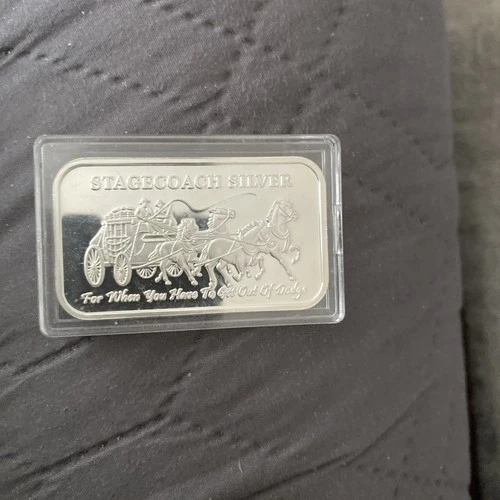 STAGECOACH SILVER
For When You Have To Get Out Of Dodge